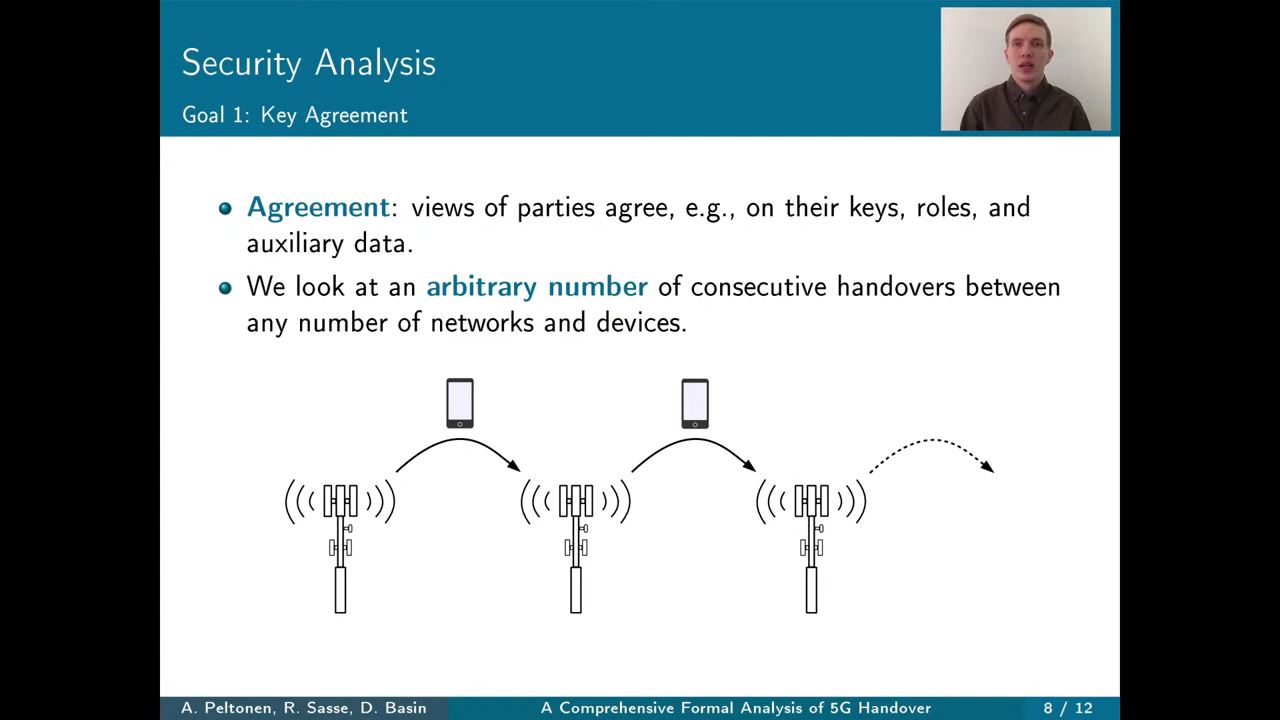 Security Analysis
Goal 1: Key Agreement
Agreement: views of parties agree, e.g., on their keys, roles, and
auxiliary data.
We look at an arbitrary number of consecutive handovers between
any number of networks and devices.
A. Peltonen, R. Sasse, D. Basin
A Comprehensive Formal Analysis of 5G Handover
8 / 12